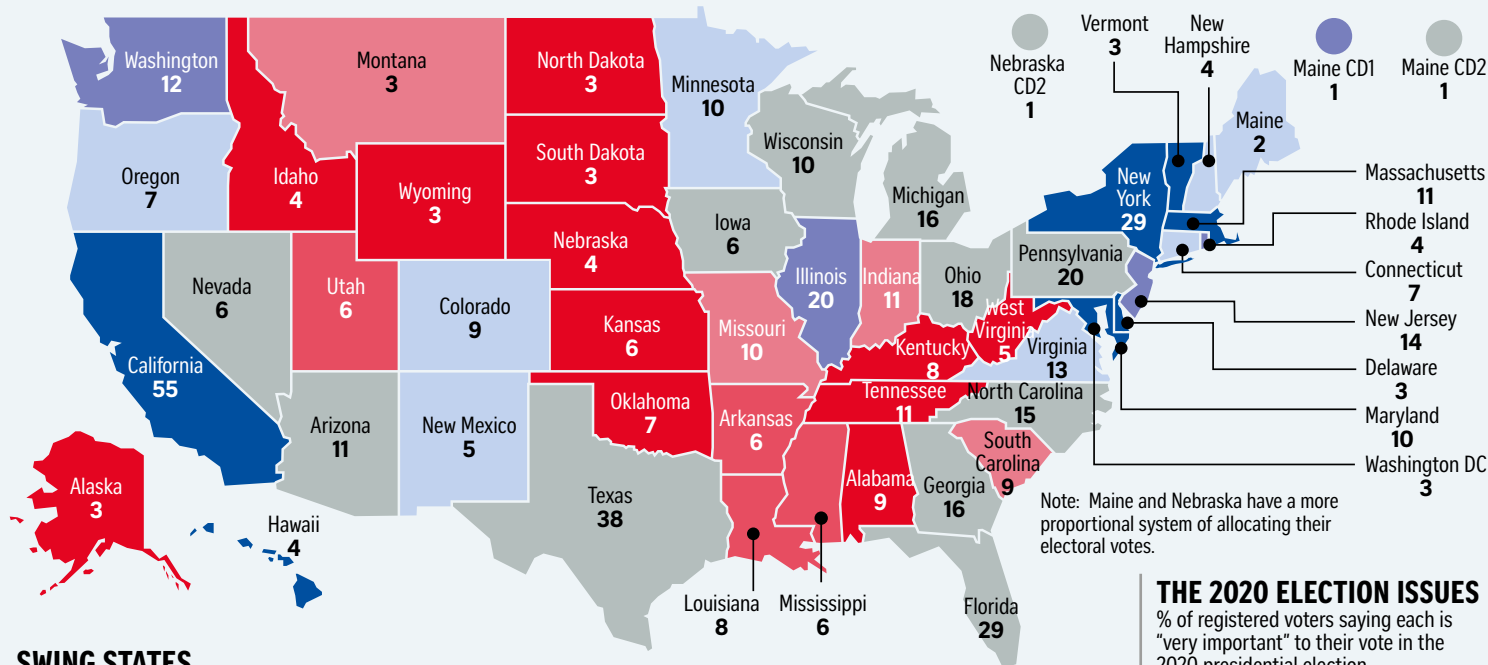 Washington
12
Montana
3
North Dakota
3
Minnesota
10
Nebraska
CD2
1
Vermont
3
New
Hampshire
4
Maine CD1
1
Maine CD2
1
Oregon
7
Idaho
4
Wyoming
3
South Dakota
3
Wisconsin
10
Michigan
16
Maine
2
New
York
29
Massachusetts
11
Rhode Island
4
Connecticut
7
New Jersey
14
Delaware
3
Maryland
10
Washington DC
3
Nevada
6
Utah
6
Colorado
9
Nebraska
4
Iowa
6
Illinois
20
Indiana
11
Ohio
18
Pennsylvania
20
California
55
Kansas
6
Missouri
10
Kentucky
8
West
Virginia
5
Virginia
13
Arizona
11
New Mexico
5
Oklahoma
7
Arkansas
6
Tennessee
11
North Carolina
15
South
Carolina
9
Alaska
3
Hawaii
4
Texas
38
Louisiana
8
Mississippi
6
Alabama
9
Georgia
16
Florida
29
Note: Maine and Nebraska have a more
proportional system of allocating their
electoral votes.
SWING STATES
THE 2020 ELECTION ISSUES
% of registered voters saying each is
"very important" to their vote in the
2020 presidential election